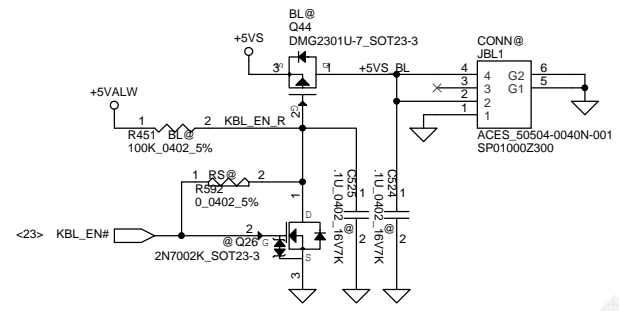 BL@
Q44
DMG2301U-7_SOT23-3
+5VS
3 S D 1
+5VS_BL
G
2
CONN@
JBL1
4 4 G2 6
3 3 G1 5
2 2
1 1
ACES_50504-0040N-001
SP01000Z300
+5VALW
1 2 KBL_EN_R
R451 BL@
100K_0402_5%
1 RS@ 2
R592
0_0402_5%
<23> KBL_EN#
2 G
1 D
S 3
@ Q26
2N7002K_SOT23-3
C525
.1U_0402_16V7K
1 @ 2
C524
.1U_0402_16V7K
1 @ 2